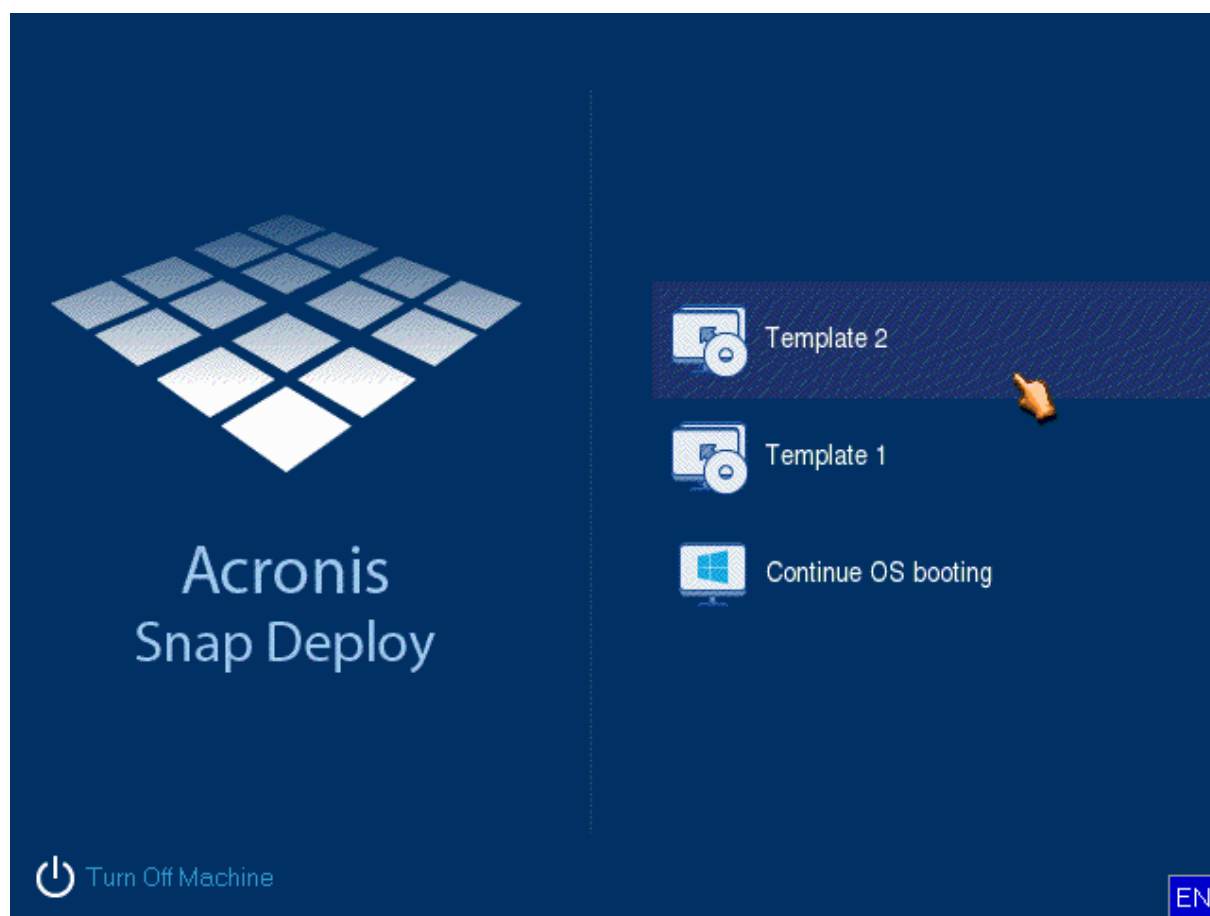 Acronis
Snap Deploy
Template 2
Template 1
Continue OS booting
Turn Off Machine
EN